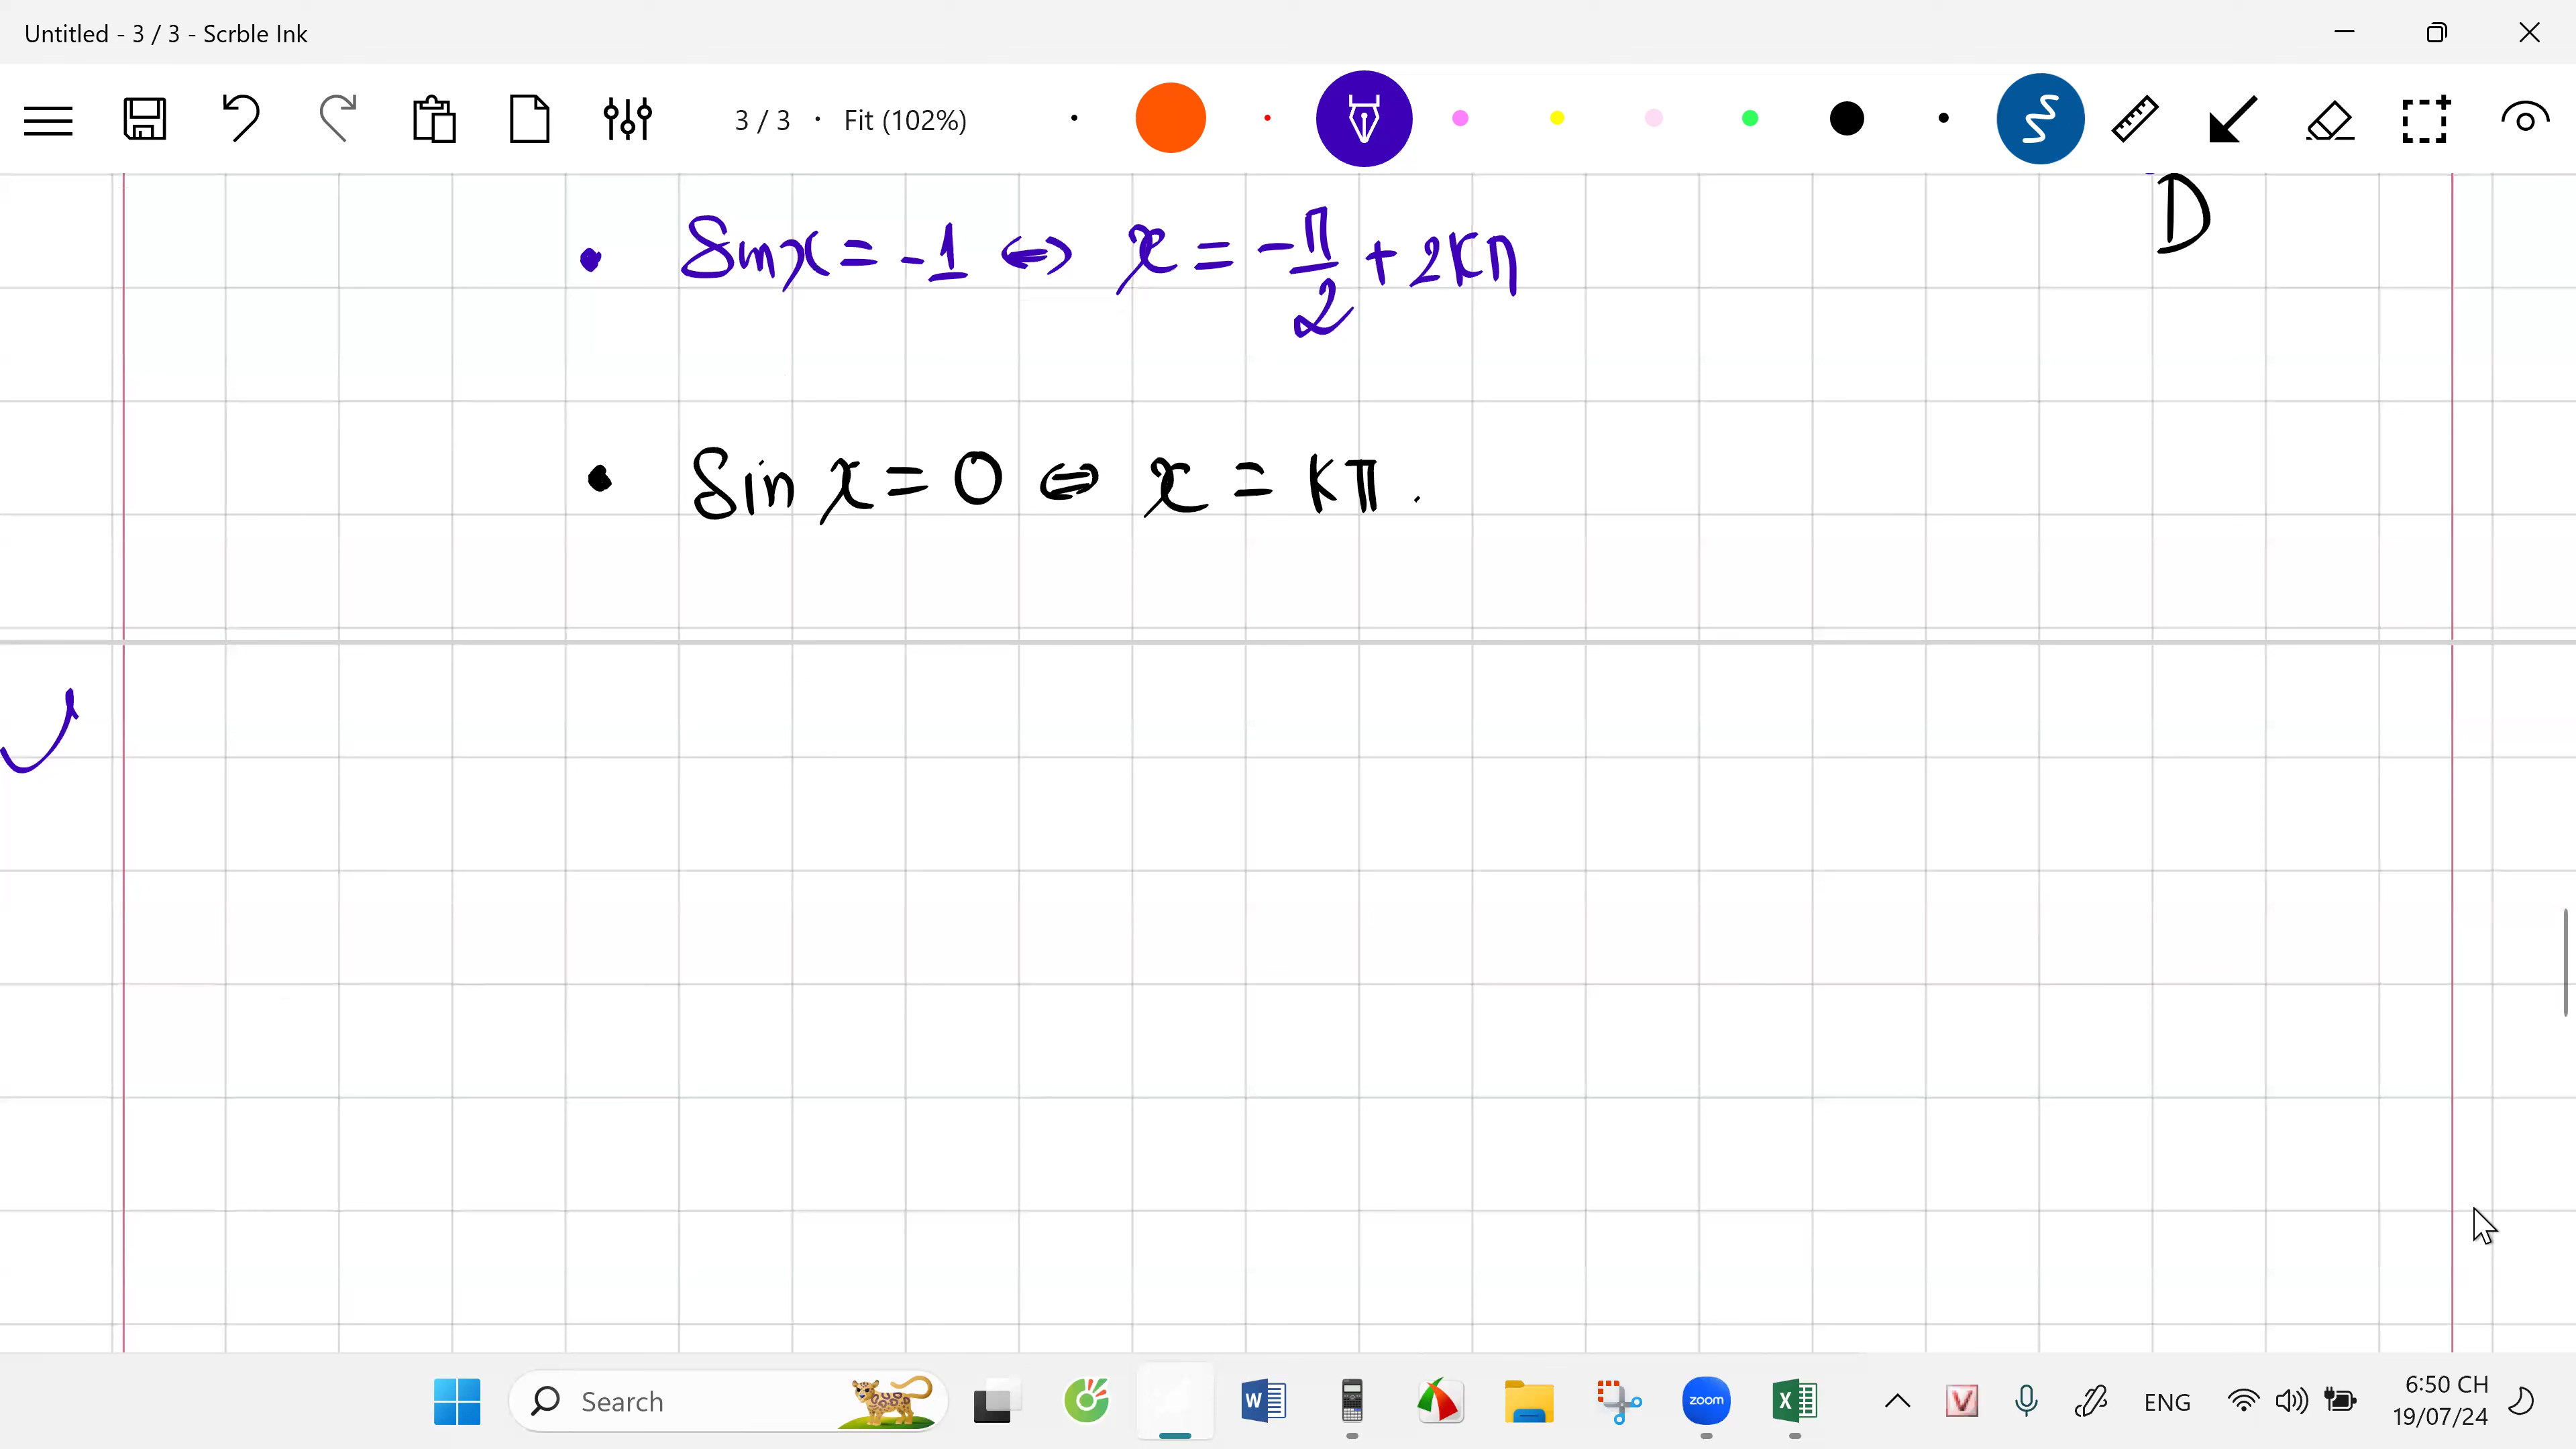 Untitled - 3 / 3 - Scrble Ink
3 / 3 · Fit (102%)
D
• Sin x = -1 ⇔ x = -π/2 + 2kπ
• Sin x = 0 ⇔ x = kπ .
Search
W
zoom
X
V
ENG
6:50 CH
19/07/24